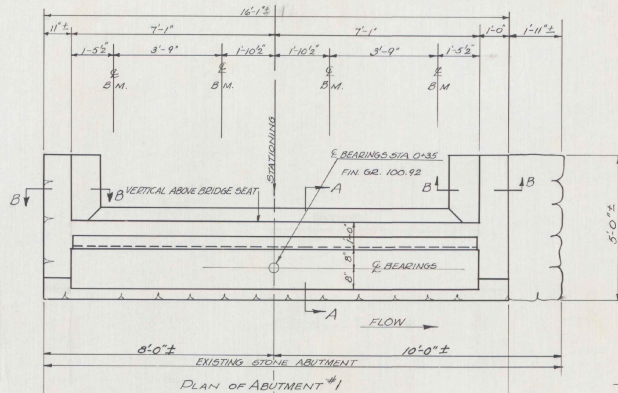 16'-1"±
11"± 7'-1" 7'-1" 1'-0" 1'-11"±
1'-5½" 3'-9" 1'-10½" 1'-10½" 3'-9" 1'-5½"
℄ ℄ ℄ ℄
B M. B M. B M. B M
STATIONING
℄ BEARINGS STA 0+35
FIN. GR. 100.92
A
B B VERTICAL ABOVE BRIDGE SEAT B B
5'-0"±
1'-0"
8"
℄ BEARINGS
8"
A
FLOW
8'-0"± 10'-0"±
EXISTING STONE ABUTMENT
PLAN OF ABUTMENT #1